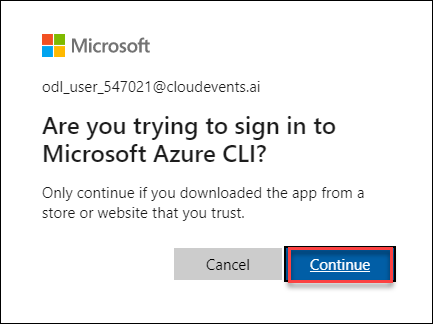 Microsoft
odl_user_547021@cloudevents.ai
Are you trying to sign in to
Microsoft Azure CLI?
Only continue if you downloaded the app from a
store or website that you trust.
Cancel
Continue